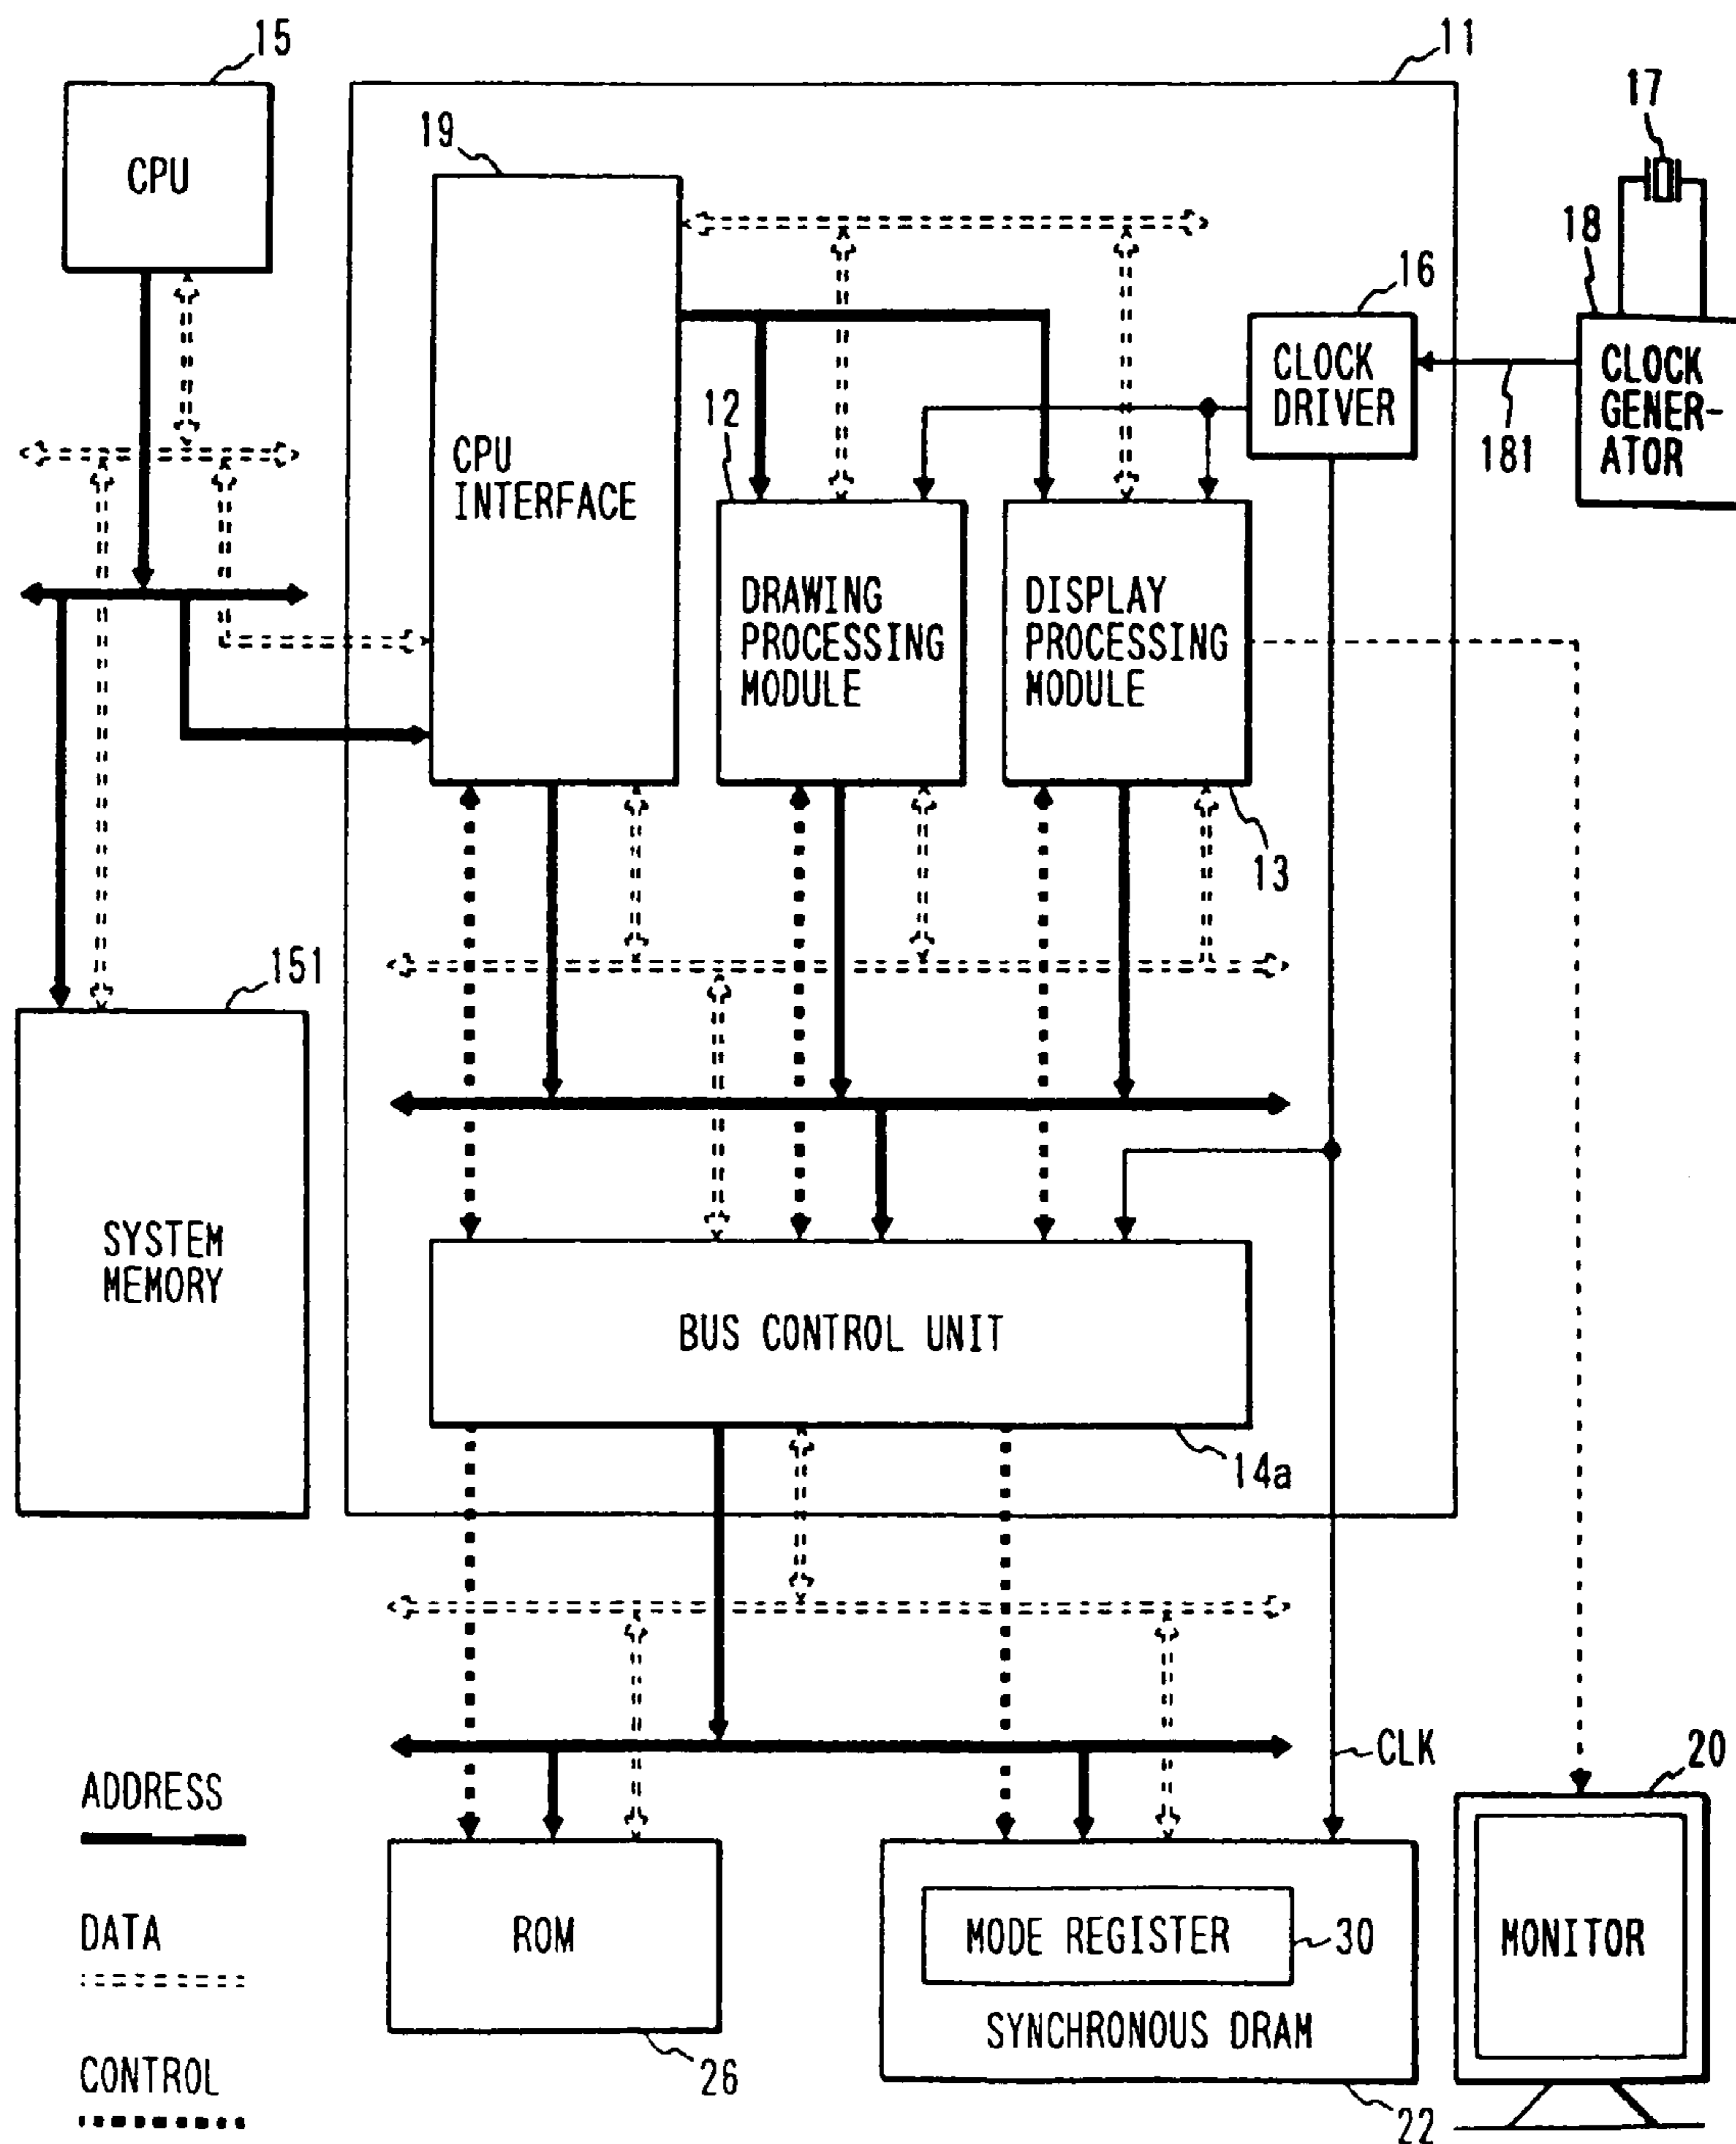 15
11
17
CPU
19
18
16
CLOCK
DRIVER
CLOCK
GENER-
ATOR
181
12
CPU
INTERFACE
DRAWING
PROCESSING
MODULE
DISPLAY
PROCESSING
MODULE
13
151
SYSTEM
MEMORY
BUS CONTROL UNIT
14a
CLK
20
ADDRESS
DATA
CONTROL
ROM
26
MODE REGISTER
30
SYNCHRONOUS DRAM
22
MONITOR